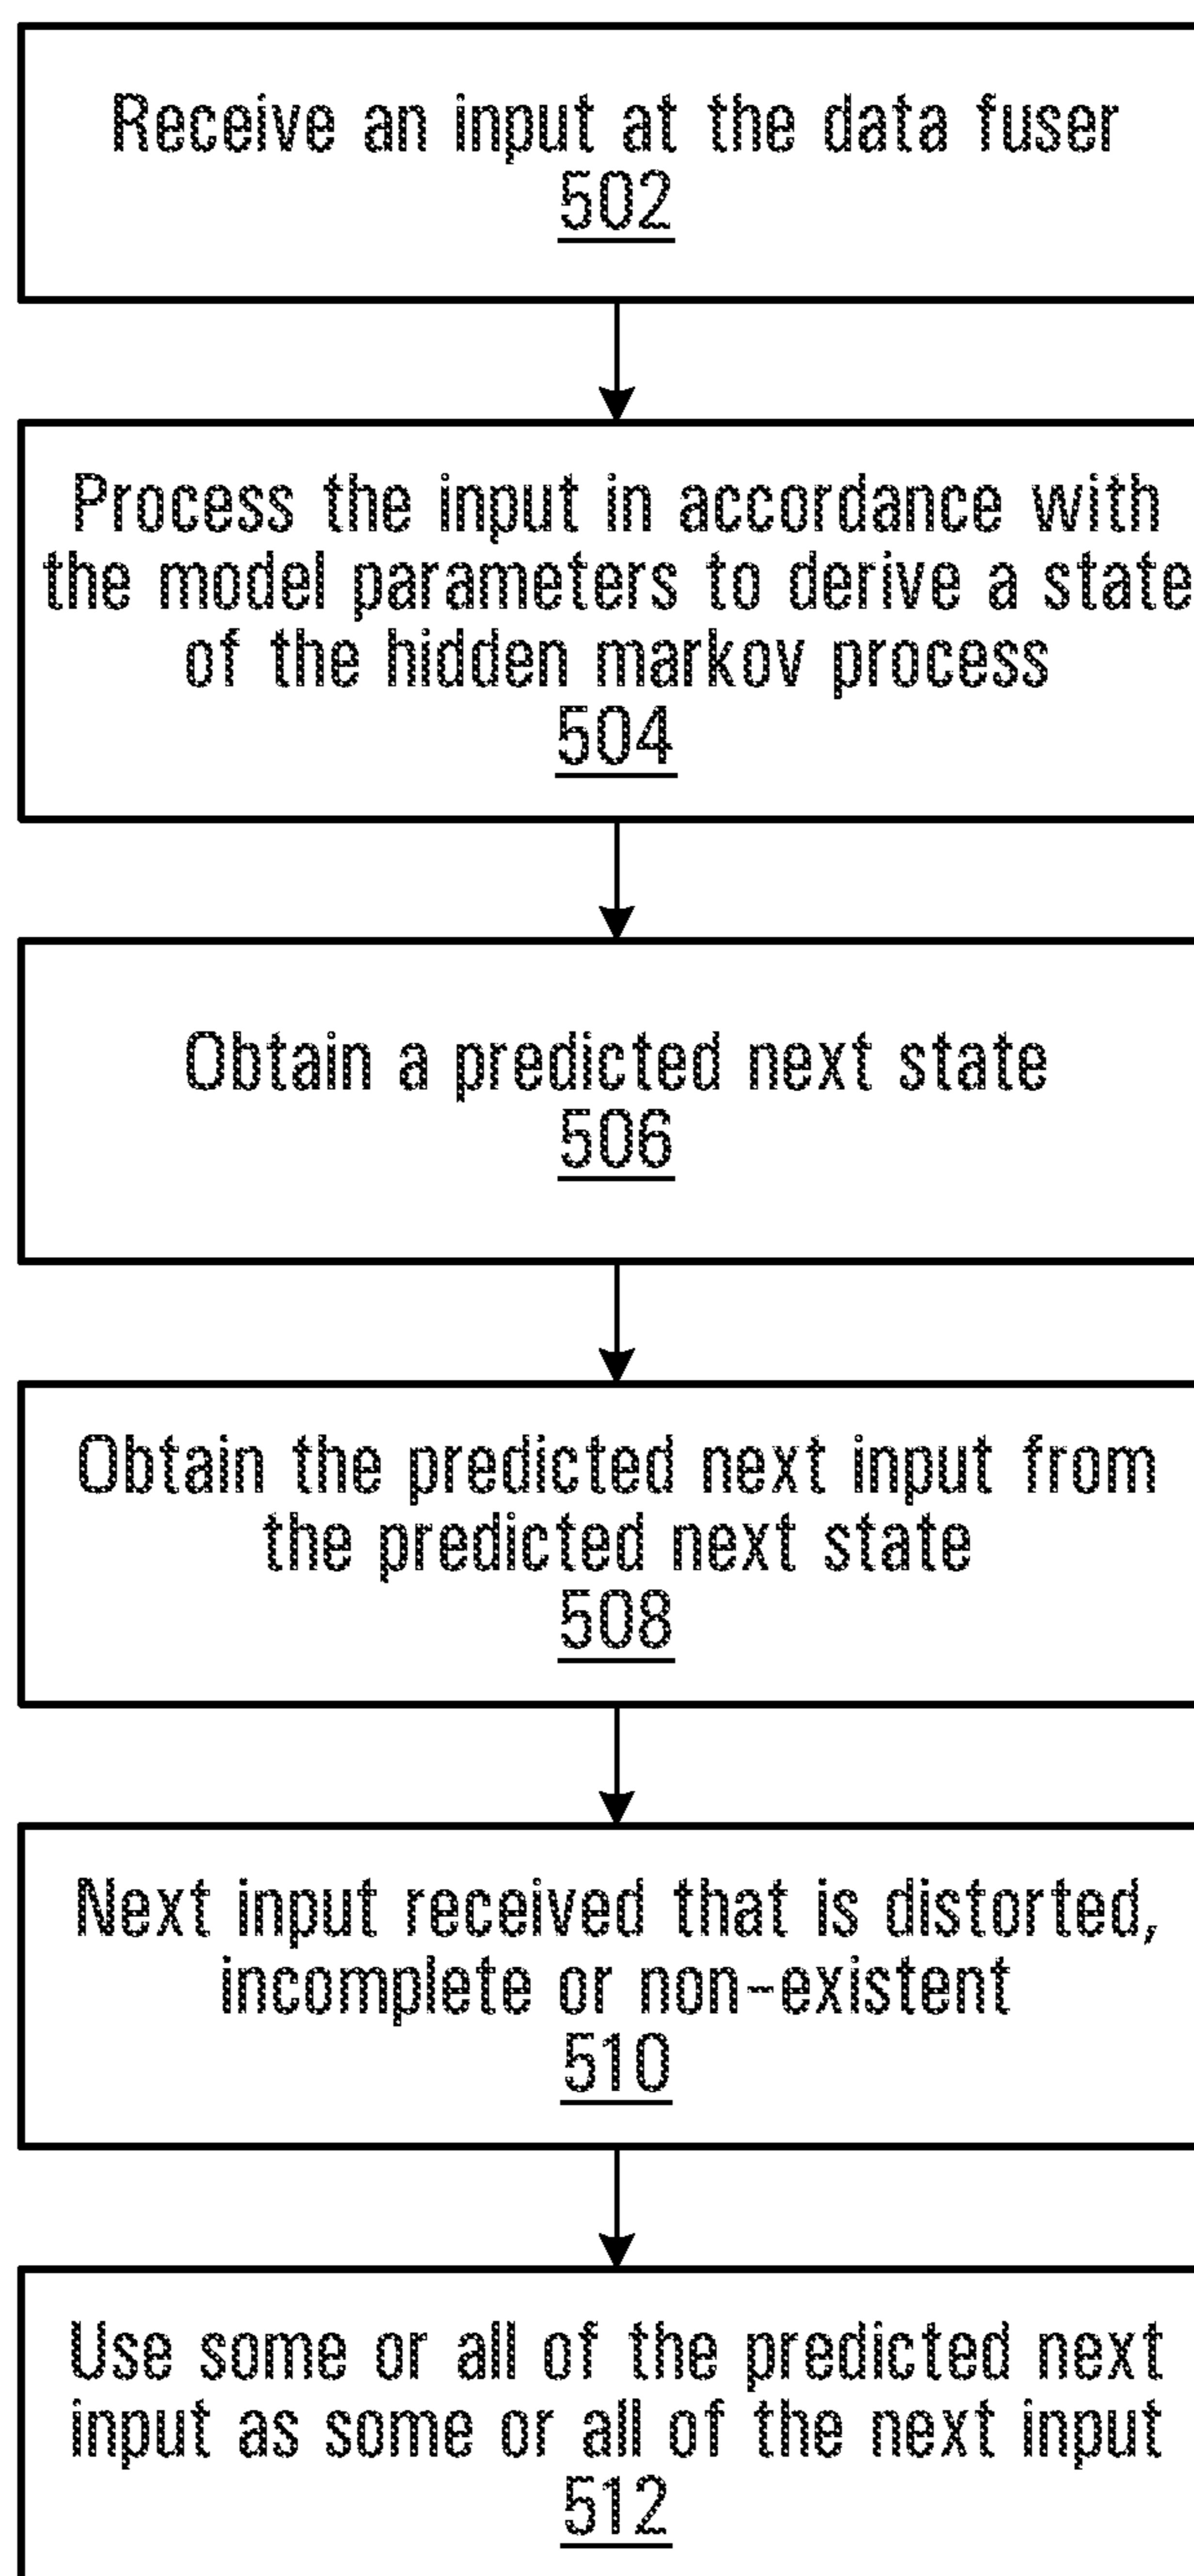 Receive an input at the data fuser
502
Process the input in accordance with
the model parameters to derive a state
of the hidden markov process
504
Obtain a predicted next state
506
Obtain the predicted next input from
the predicted next state
508
Next input received that is distorted,
incomplete or non-existent
510
Use some or all of the predicted next
input as some or all of the next input
512